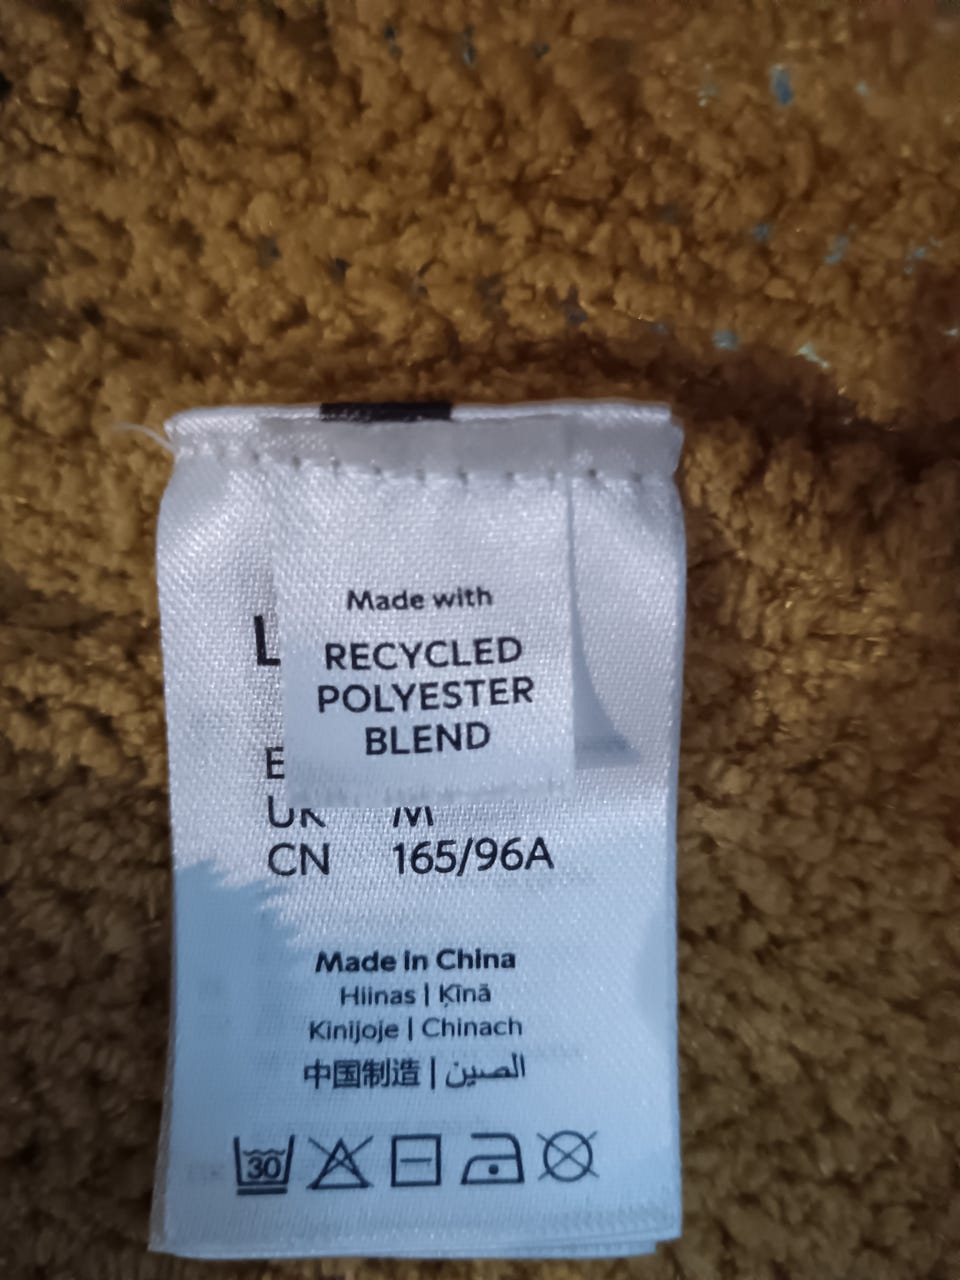 Made with
RECYCLED
POLYESTER
BLEND
L
E
UK M
CN 165/96A
Made in China
Hiinas | Ķīnā
Kinijoje | Chinach
中国制造 | الصين
30